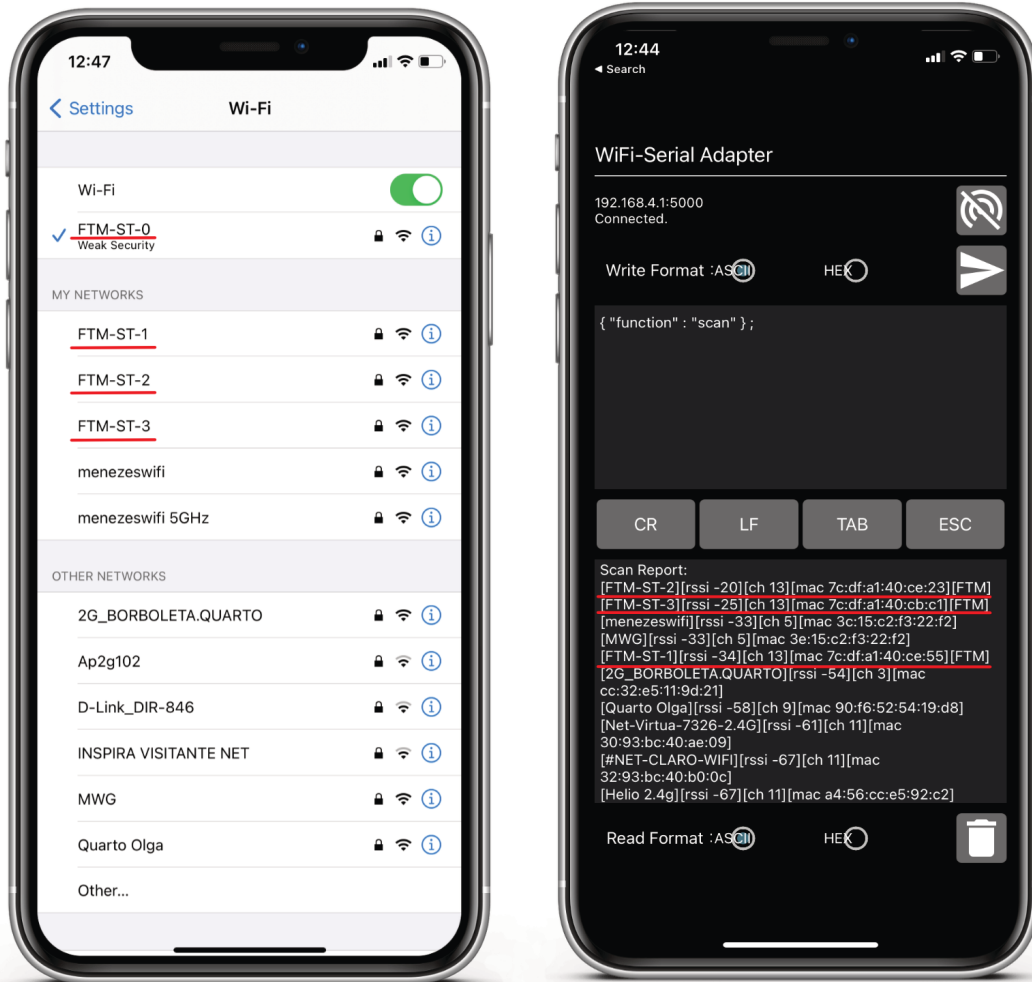 12:47
Settings
Wi-Fi
Wi-Fi
FTM-ST-0
Weak Security
MY NETWORKS
FTM-ST-1
FTM-ST-2
FTM-ST-3
menezeswifi
menezeswifi 5GHz
OTHER NETWORKS
2G_BORBOLETA.QUARTO
Ap2g102
D-Link_DIR-846
INSPIRA VISITANTE NET
MWG
Quarto Olga
Other...
12:44
Search
WiFi-Serial Adapter
192.168.4.1:5000
Connected.
Write Format :ASCII HEX
{ "function" : "scan" } ;
CR LF TAB ESC
Scan Report:
[FTM-ST-2][rssi -20][ch 13][mac 7c:df:a1:40:ce:23][FTM]
[FTM-ST-3][rssi -25][ch 13][mac 7c:df:a1:40:cb:c1][FTM]
[menezeswifi][rssi -33][ch 5][mac 3c:15:c2:f3:22:f2]
[MWG][rssi -33][ch 5][mac 3e:15:c2:f3:22:f2]
[FTM-ST-1][rssi -34][ch 13][mac 7c:df:a1:40:ce:55][FTM]
[2G_BORBOLETA.QUARTO][rssi -54][ch 3][mac
cc:32:e5:11:9d:21]
[Quarto Olga][rssi -58][ch 9][mac 90:f6:52:54:19:d8]
[Net-Virtua-7326-2.4G][rssi -61][ch 11][mac
30:93:bc:40:ae:09]
[#NET-CLARO-WIFI][rssi -67][ch 11][mac
32:93:bc:40:b0:0c]
[Helio 2.4g][rssi -67][ch 11][mac a4:56:cc:e5:92:c2]
Read Format :ASCII HEX